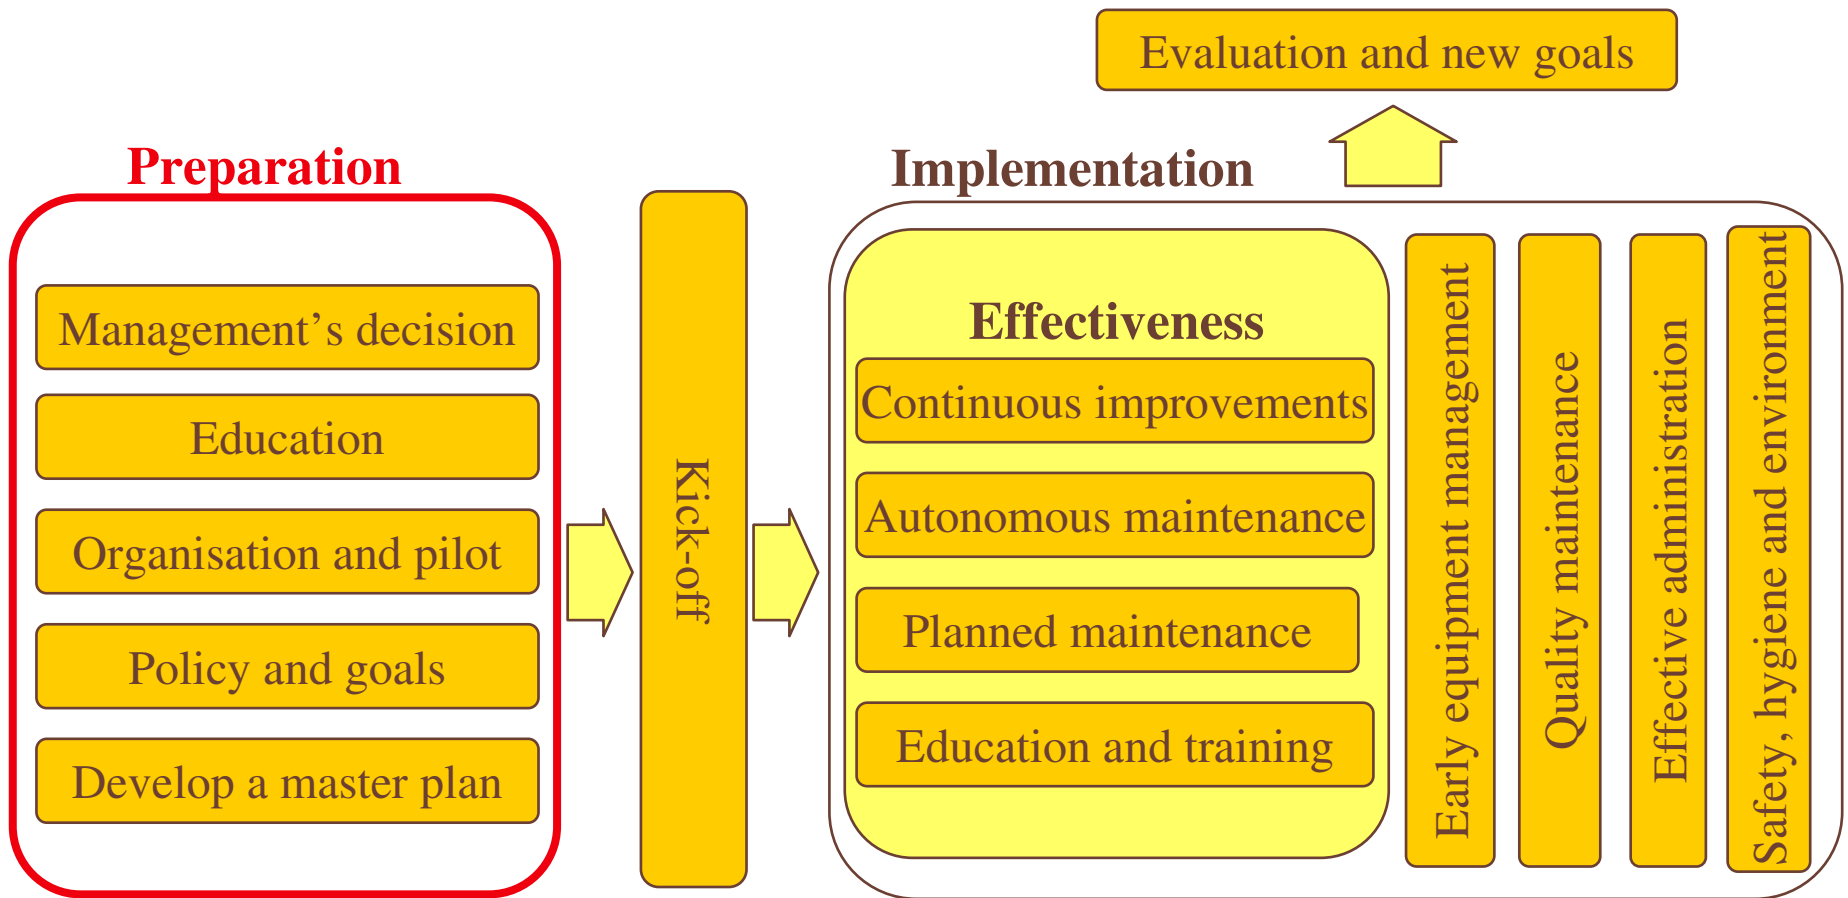 Evaluation and new goals
Preparation
Management’s decision
Education
Organisation and pilot
Policy and goals
Develop a master plan
Kick-off
Implementation
Effectiveness
Continuous improvements
Autonomous maintenance
Planned maintenance
Education and training
Early equipment management
Quality maintenance
Effective administration
Safety, hygiene and environment